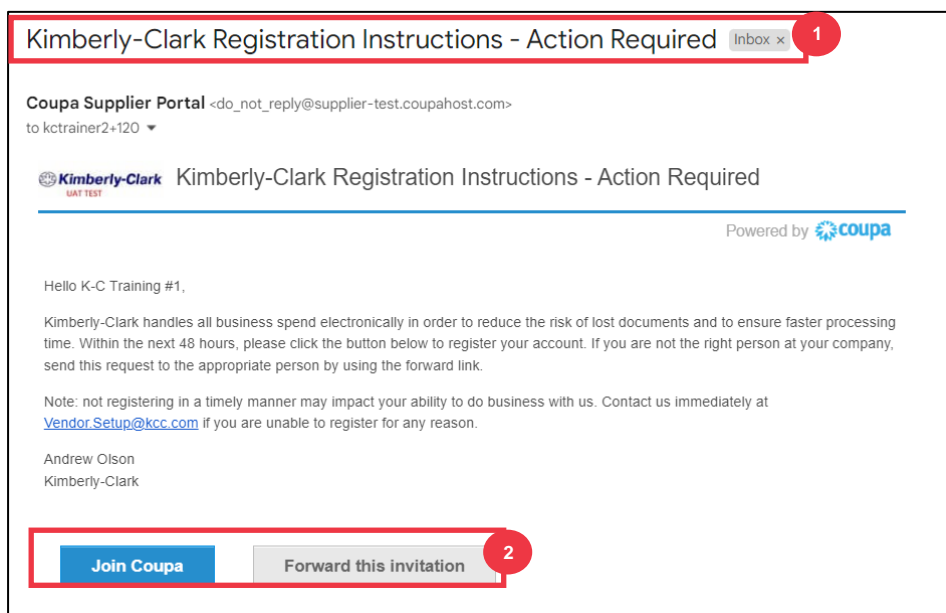 Kimberly-Clark Registration Instructions - Action Required Inbox × 1
Coupa Supplier Portal <do_not_reply@supplier-test.coupahost.com>
to kctrainer2+120
Kimberly-Clark Kimberly-Clark Registration Instructions - Action Required
UAT TEST
Powered by coupa
Hello K-C Training #1,
Kimberly-Clark handles all business spend electronically in order to reduce the risk of lost documents and to ensure faster processing
time. Within the next 48 hours, please click the button below to register your account. If you are not the right person at your company,
send this request to the appropriate person by using the forward link.
Note: not registering in a timely manner may impact your ability to do business with us. Contact us immediately at
Vendor.Setup@kcc.com if you are unable to register for any reason.
Andrew Olson
Kimberly-Clark
Join Coupa Forward this invitation 2